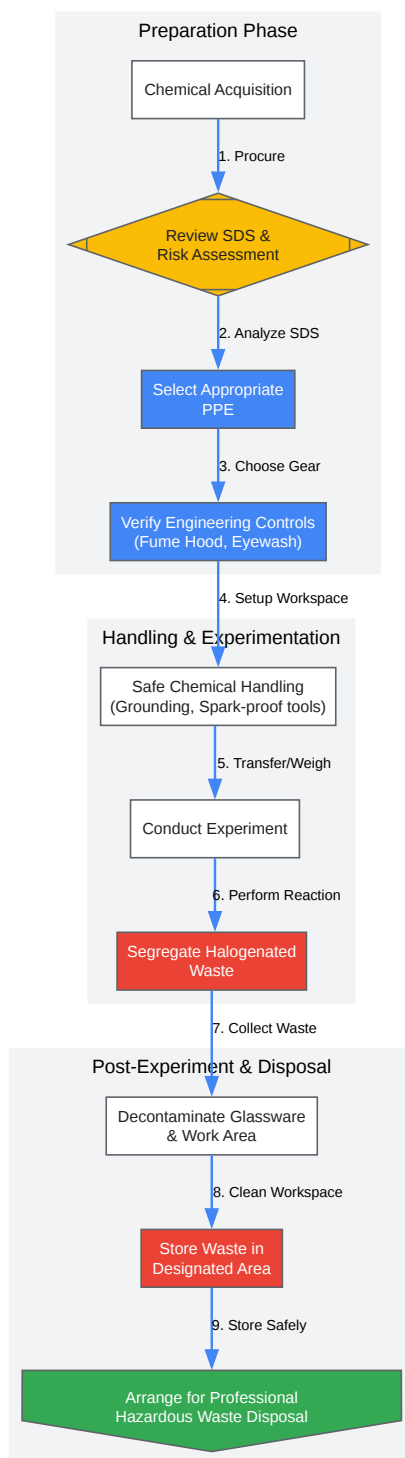 Preparation Phase
Chemical Acquisition
1. Procure
Review SDS &
Risk Assessment
2. Analyze SDS
Select Appropriate
PPE
3. Choose Gear
Verify Engineering Controls
(Fume Hood, Eyewash)
4. Setup Workspace
Handling & Experimentation
Safe Chemical Handling
(Grounding, Spark-proof tools)
5. Transfer/Weigh
Conduct Experiment
6. Perform Reaction
Segregate Halogenated
Waste
7. Collect Waste
Post-Experiment & Disposal
Decontaminate Glassware
& Work Area
8. Clean Workspace
Store Waste in
Designated Area
9. Store Safely
Arrange for Professional
Hazardous Waste Disposal